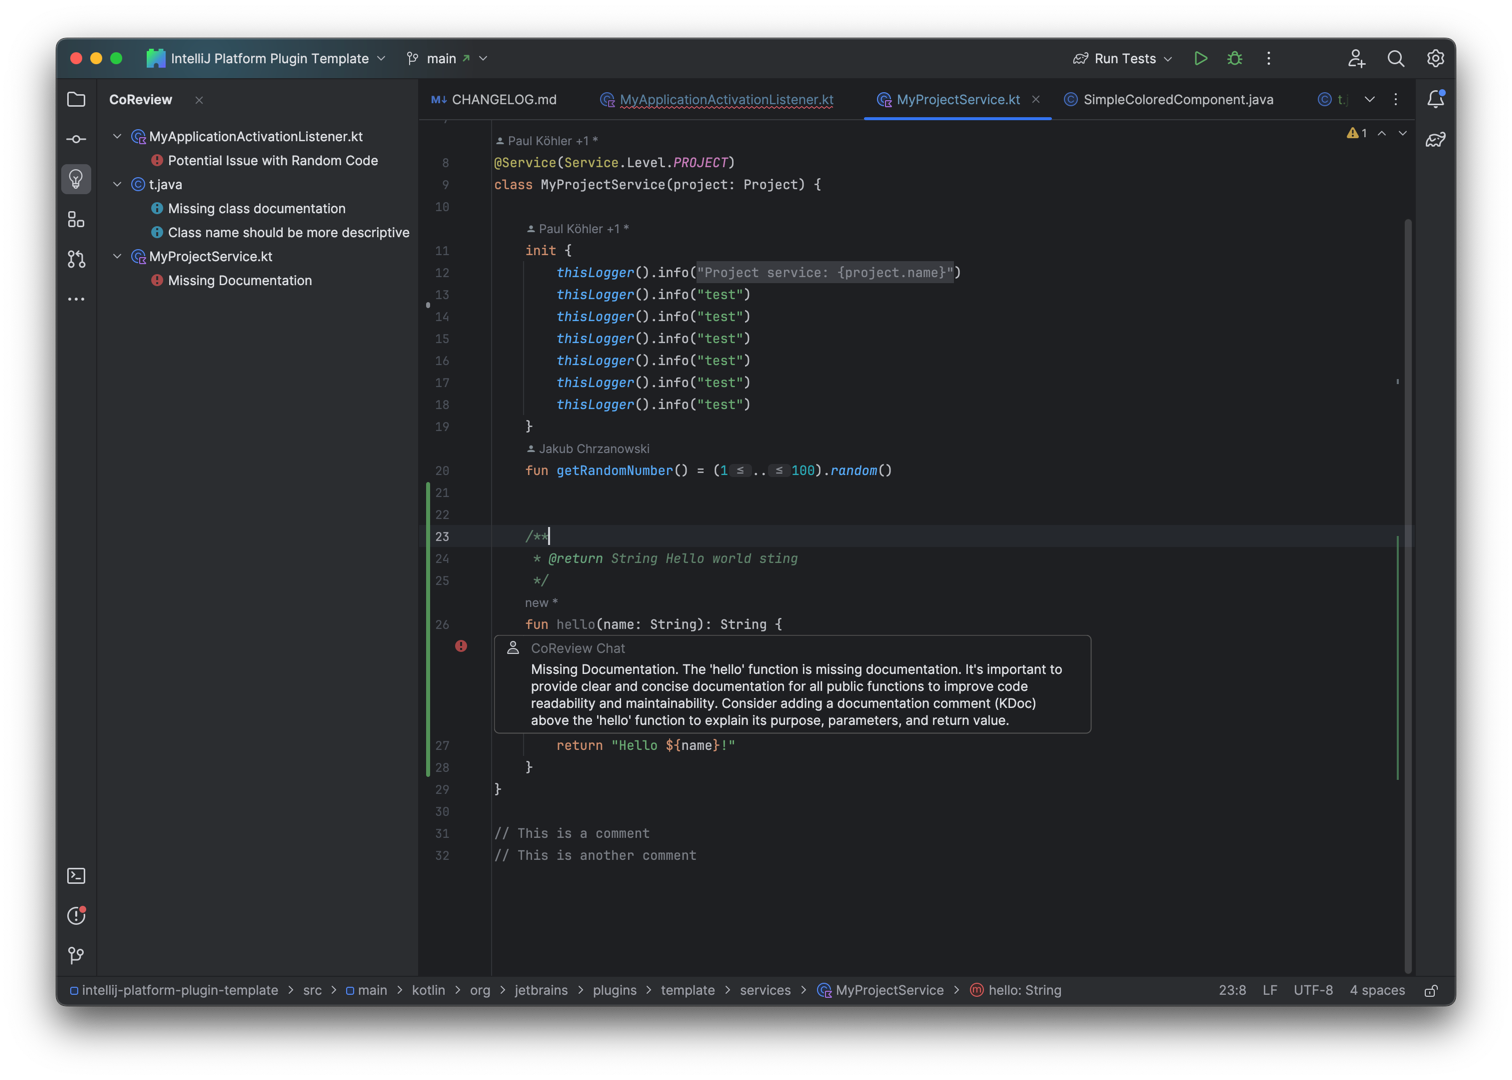 IntelliJ Platform Plugin Template
main
Run Tests
CoReview
CHANGELOG.md
MyApplicationActivationListener.kt
MyProjectService.kt
SimpleColoredComponent.java
t.j
MyApplicationActivationListener.kt
Potential Issue with Random Code
t.java
Missing class documentation
Class name should be more descriptive
MyProjectService.kt
Missing Documentation
1
Paul Köhler +1 *
8 @Service(Service.Level.PROJECT)
9 class MyProjectService(project: Project) {
10
Paul Köhler +1 *
11 init {
12 thisLogger().info("Project service: {project.name}")
13 thisLogger().info("test")
14 thisLogger().info("test")
15 thisLogger().info("test")
16 thisLogger().info("test")
17 thisLogger().info("test")
18 thisLogger().info("test")
19 }
Jakub Chrzanowski
20 fun getRandomNumber() = (1 ≤ .. ≤ 100).random()
21
22
23 /**
24 * @return String Hello world sting
25 */
new *
26 fun hello(name: String): String {
CoReview Chat
Missing Documentation. The 'hello' function is missing documentation. It's important to
provide clear and concise documentation for all public functions to improve code
readability and maintainability. Consider adding a documentation comment (KDoc)
above the 'hello' function to explain its purpose, parameters, and return value.
27 return "Hello ${name}!"
28 }
29 }
30
31 // This is a comment
32 // This is another comment
intellij-platform-plugin-template > src > main > kotlin > org > jetbrains > plugins > template > services > MyProjectService > hello: String
23:8 LF UTF-8 4 spaces